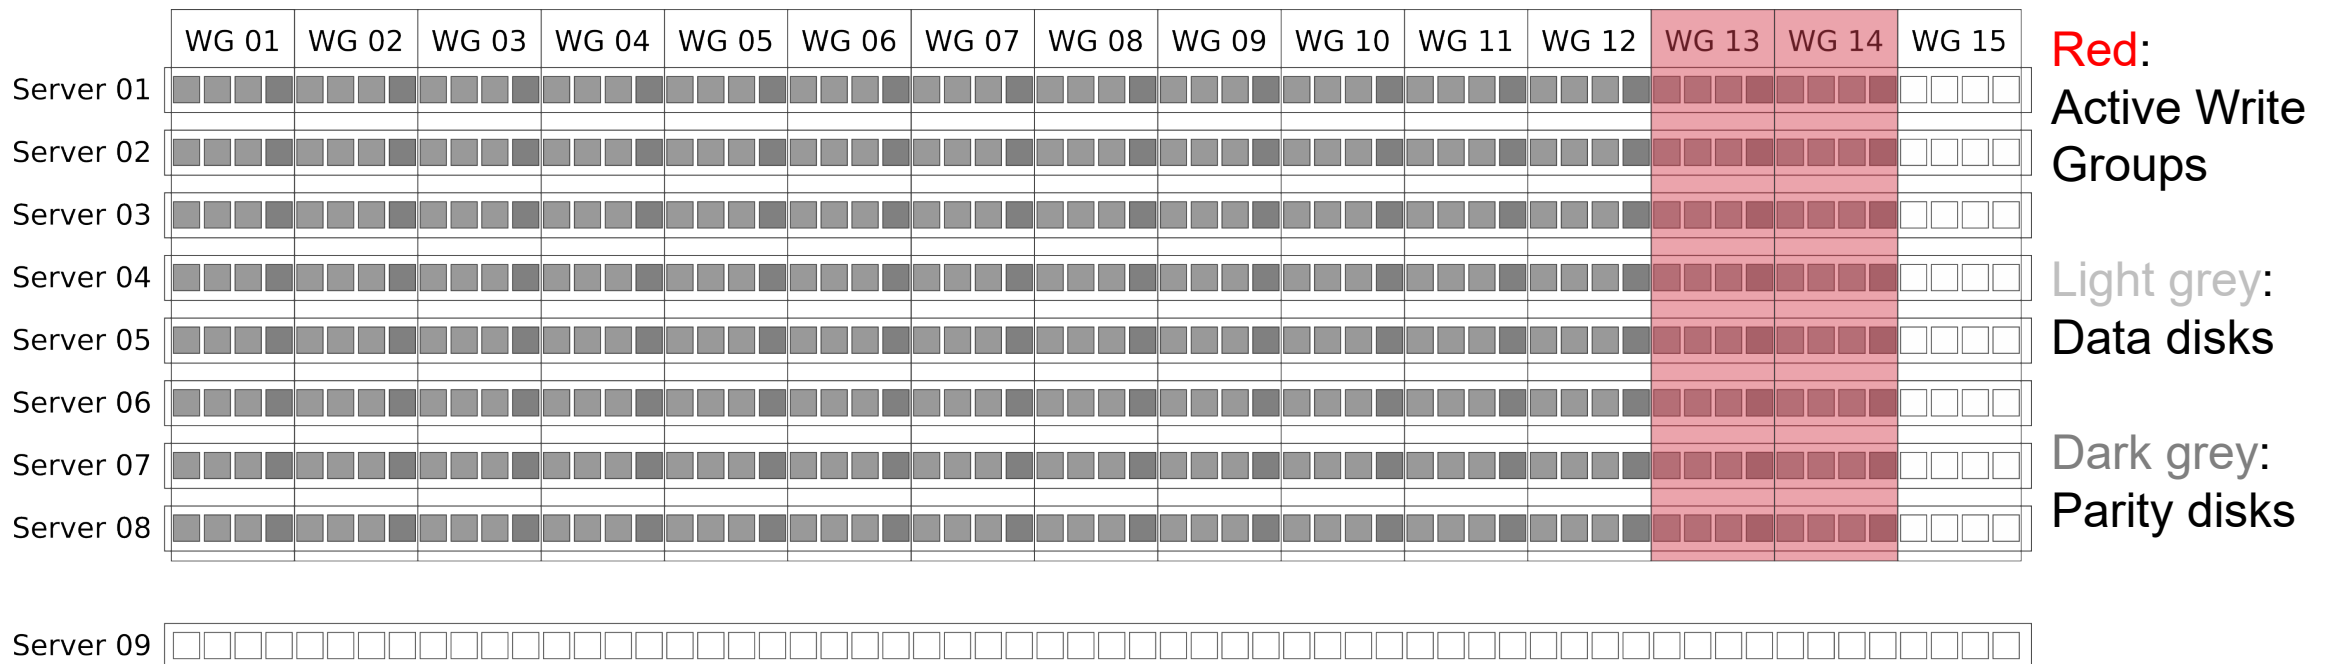 WG 01 WG 02 WG 03 WG 04 WG 05 WG 06 WG 07 WG 08 WG 09 WG 10 WG 11 WG 12 WG 13 WG 14 WG 15
Server 01
Server 02
Server 03
Server 04
Server 05
Server 06
Server 07
Server 08
Server 09
Red:
Active Write
Groups
Light grey:
Data disks
Dark grey:
Parity disks